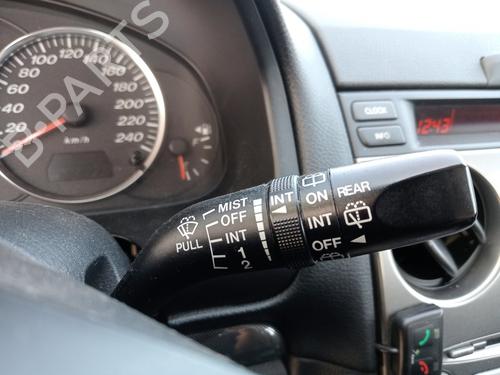 120
140
100
160
80
180
60
200
40
220
20
240
0
km/h
B-PARTS
CLOCK
INFO
12:43
MIST
OFF
INT
1
2
PULL
INT
ON
INT
OFF
REAR